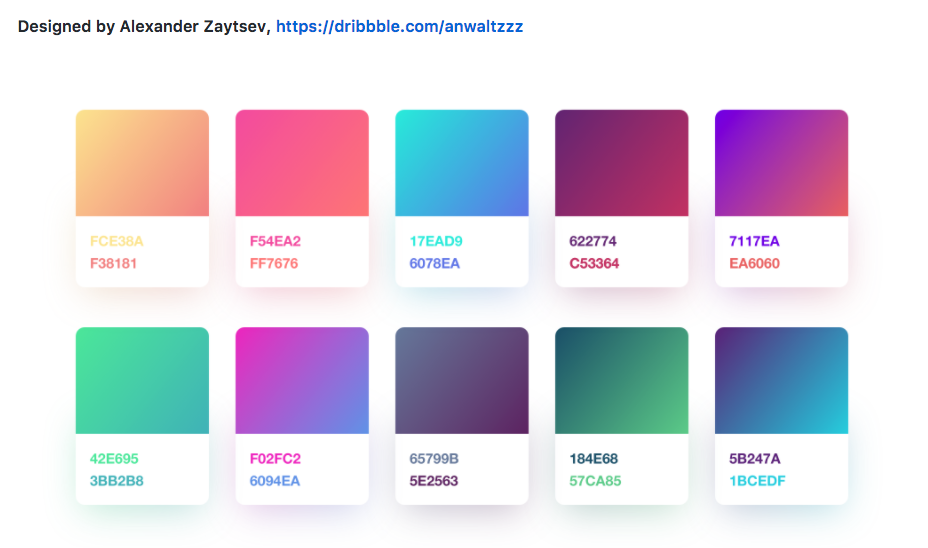 Designed by Alexander Zaytsev, https://dribbble.com/anwaltzzz
FCE38A
F38181
F54EA2
FF7676
17EAD9
6078EA
622774
C53364
7117EA
EA6060
42E695
3BB2B8
F02FC2
6094EA
65799B
5E2563
184E68
57CA85
5B247A
1BCEDF